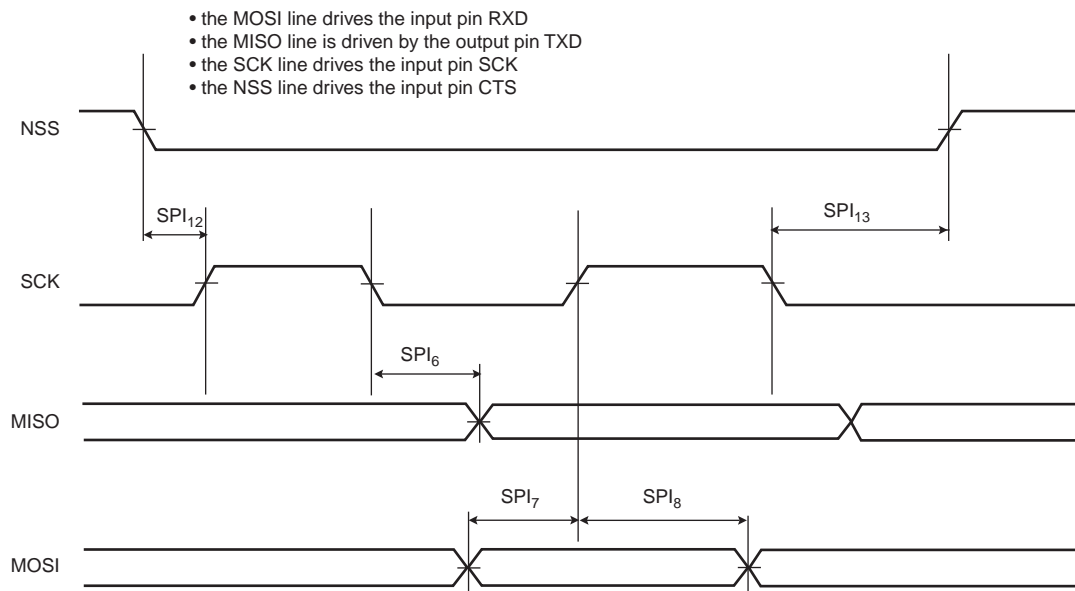 • the MOSI line drives the input pin RXD
• the MISO line is driven by the output pin TXD
• the SCK line drives the input pin SCK
• the NSS line drives the input pin CTS
NSS
SPI12
SPI13
SCK
SPI6
MISO
SPI7
SPI8
MOSI